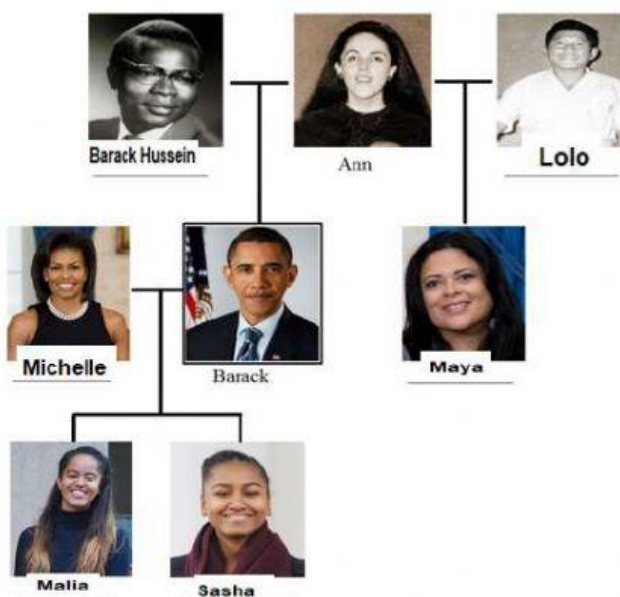 Barack Hussein
Ann
Lolo
Michelle
Barack
Maya
Malia
Sasha